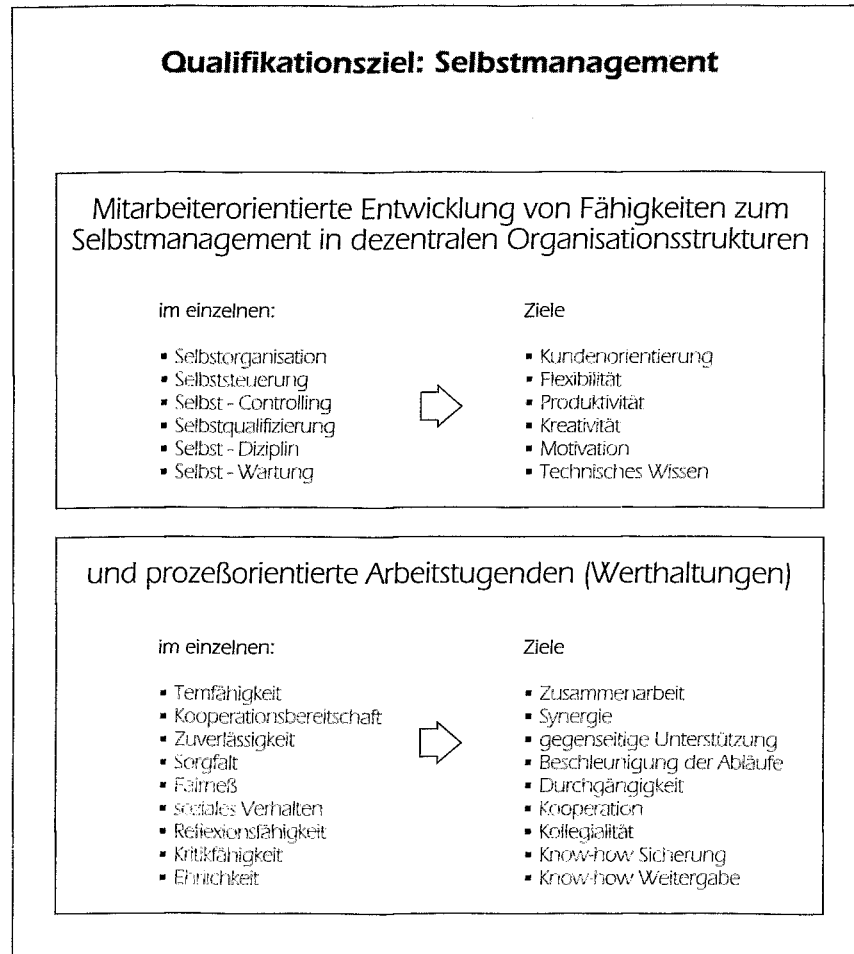 Qualifikationsziel: Selbstmanagement
Mitarbeiterorientierte Entwicklung von Fähigkeiten zum
Selbstmanagement in dezentralen Organisationsstrukturen
im einzelnen:
▪ Selbstorganisation
▪ Selbststeuerung
▪ Selbst - Controlling
▪ Selbstqualifizierung
▪ Selbst - Diziplin
▪ Selbst - Wartung
Ziele
▪ Kundenorientierung
▪ Flexibilität
▪ Produktivität
▪ Kreativität
▪ Motivation
▪ Technisches Wissen
und prozeßorientierte Arbeitstugenden (Werthaltungen)
im einzelnen:
▪ Temfähigkeit
▪ Kooperationsbereitschaft
▪ Zuverlässigkeit
▪ Sorgfalt
▪ Fairneß
▪ soziales Verhalten
▪ Reflexionsfähigkeit
▪ Kritikfähigkeit
▪ Ehrlichkeit
Ziele
▪ Zusammenarbeit
▪ Synergie
▪ gegenseitige Unterstützung
▪ Beschleunigung der Abläufe
▪ Durchgängigkeit
▪ Kooperation
▪ Kollegialität
▪ Know-how Sicherung
▪ Know-how Weitergabe